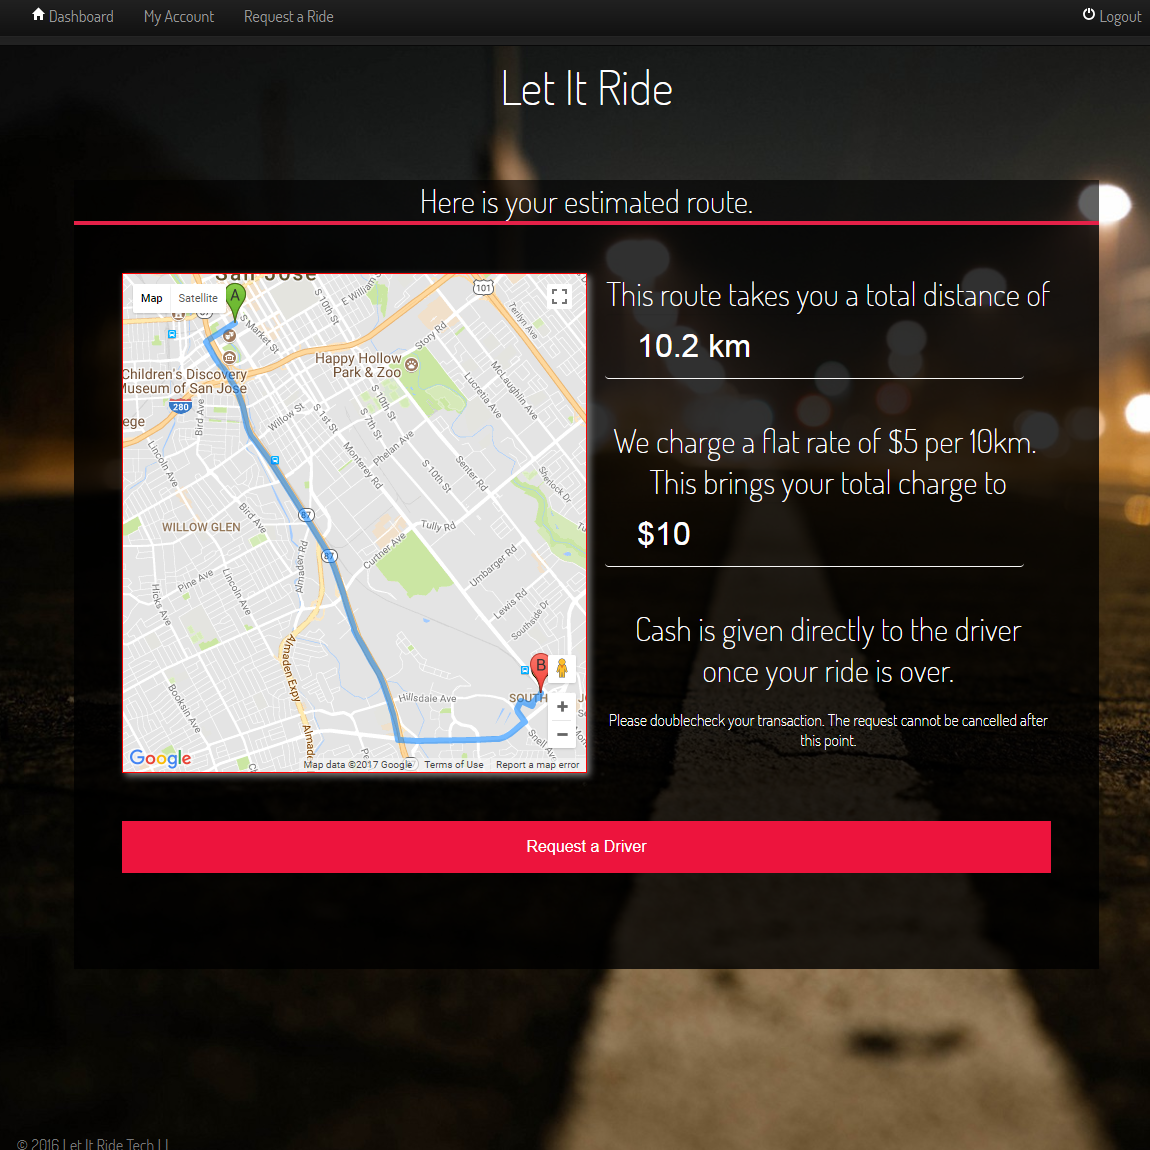 Dashboard
My Account
Request a Ride
Logout
Let It Ride
Here is your estimated route.
San Jose
Map
Satellite
A
101
S 10th St
E William S
Terilyn Ave
S Market St
Story Rd
Happy Hollow
Park & Zoo
Children's Discovery
Museum of San Jose
McLaughlin Ave
Lucretia Ave
280
Bird Ave
Willow St
S 1st St
S 7th St
S 10th St
ege
Lincoln Ave
Monterey Rd
Phelan Ave
S 10th St
Senter Rd
Sherlock Dr
Bird Ave
87
WILLOW GLEN
Tully Rd
Curtner Ave
87
Almaden Rd
Umbarger Rd
Pine Ave
Lincoln Ave
Hicks Ave
Lewis Rd
Southside Dr
Almaden Expy
B
Booksin Ave
Hillsdale Ave
SOUTH
Snell Ave
Google
Map data ©2017 Google
Terms of Use
Report a map error
This route takes you a total distance of
10.2 km
We charge a flat rate of $5 per 10km.
This brings your total charge to
$10
Cash is given directly to the driver
once your ride is over.
Please doublecheck your transaction. The request cannot be cancelled after
this point.
Request a Driver
© 2016 Let It Ride Tech